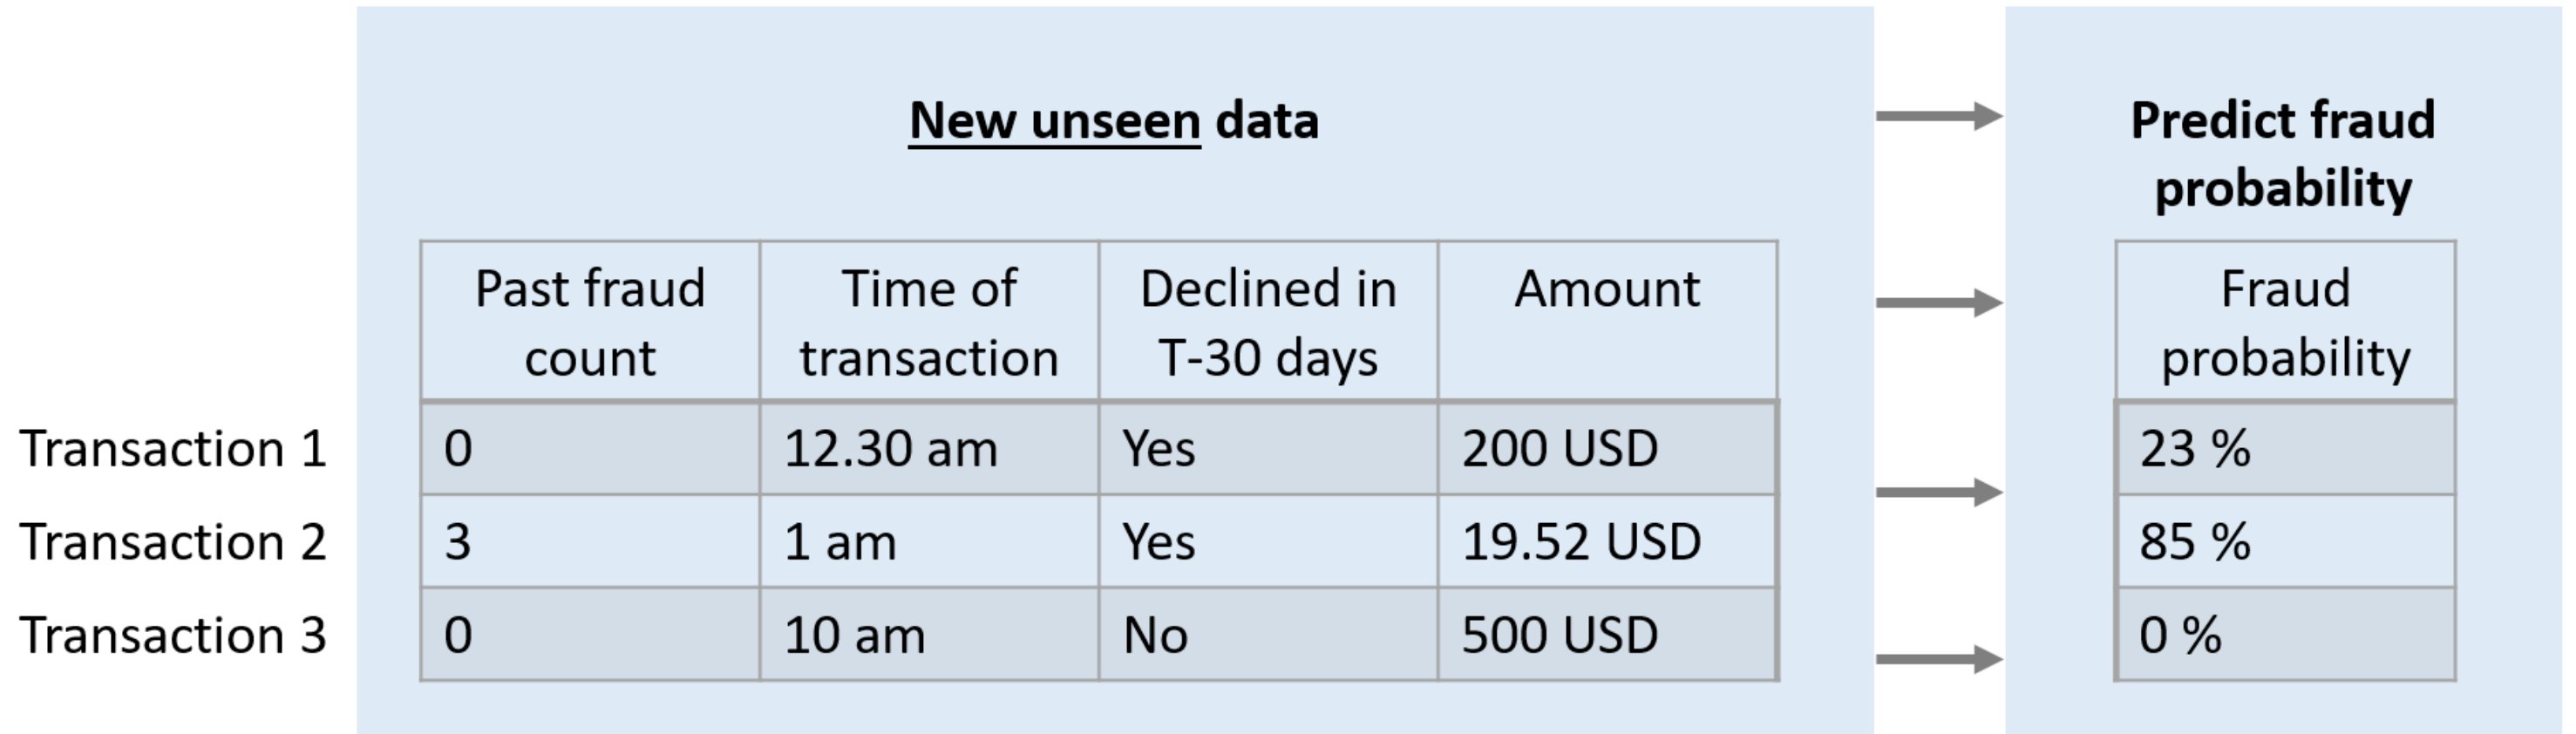 New unseen data
Predict fraud
probability
Past fraud
count
Time of
transaction
Declined in
T-30 days
Amount
Fraud
probability
Transaction 1
0
12.30 am
Yes
200 USD
23 %
Transaction 2
3
1 am
Yes
19.52 USD
85 %
Transaction 3
0
10 am
No
500 USD
0 %